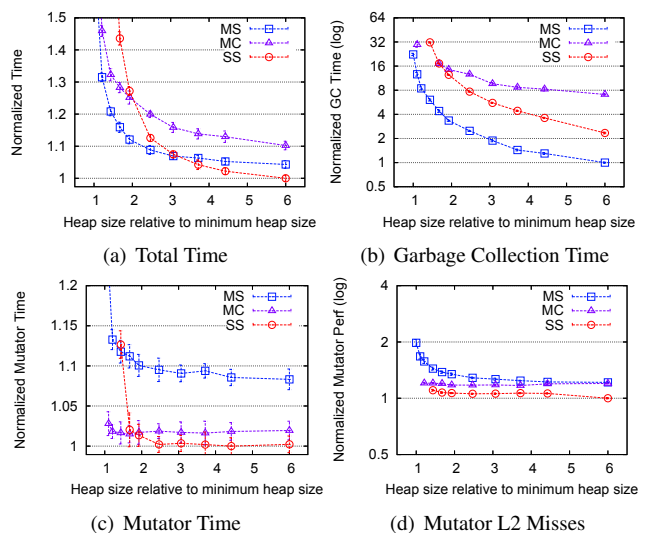 1.5
1.4
1.3
1.2
1.1
1
Normalized Time
MS
MC
SS
1 2 3 4 5 6
Heap size relative to minimum heap size
(a) Total Time
64
32
16
8
4
2
1
0.5
Normalized GC Time (log)
MS
MC
SS
1 2 3 4 5 6
Heap size relative to minimum heap size
(b) Garbage Collection Time
1.2
1.15
1.1
1.05
1
Normalized Mutator Time
MS
MC
SS
1 2 3 4 5 6
Heap size relative to minimum heap size
(c) Mutator Time
4
2
1
0.5
Normalized Mutator Perf (log)
MS
MC
SS
1 2 3 4 5 6
Heap size relative to minimum heap size
(d) Mutator L2 Misses